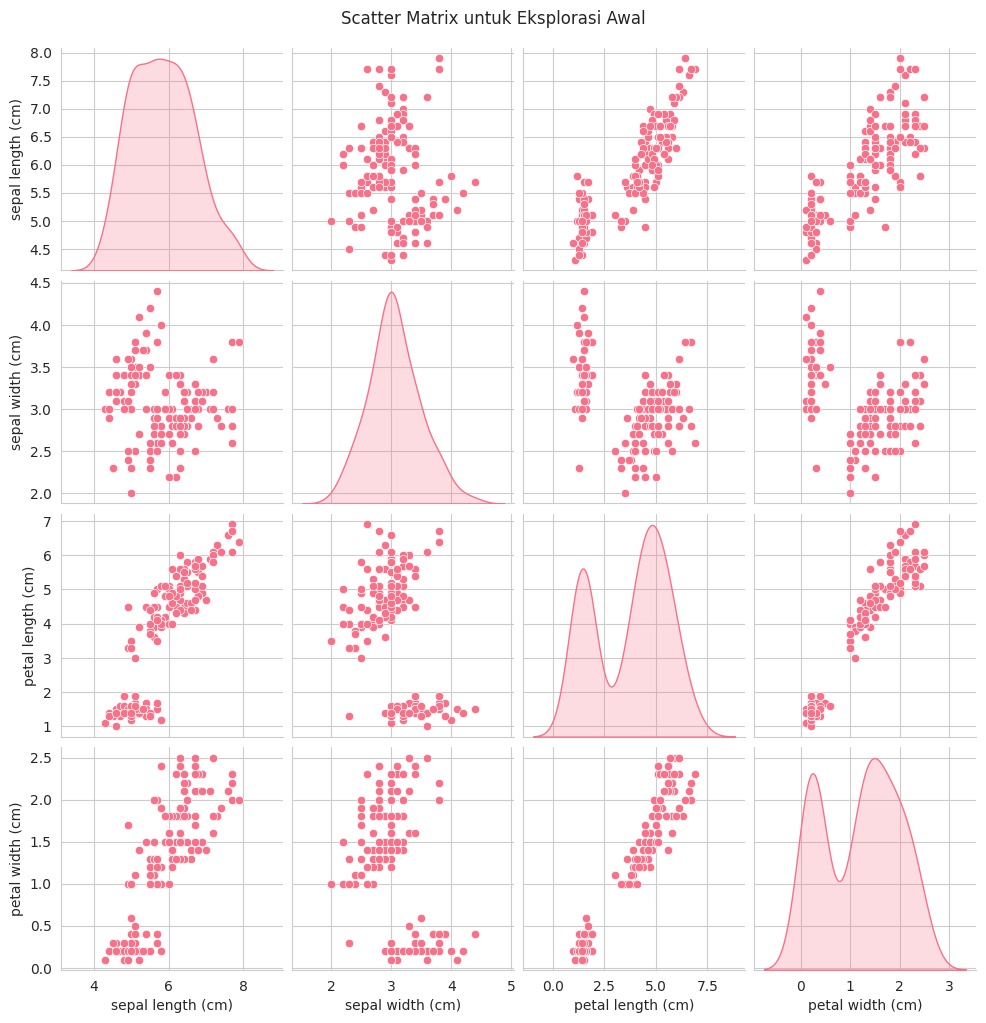 Scatter Matrix untuk Eksplorasi Awal
8.0
7.5
7.0
6.5
6.0
5.5
5.0
4.5
sepal length (cm)
4.5
4.0
3.5
3.0
2.5
2.0
sepal width (cm)
7
6
5
4
3
2
1
petal length (cm)
2.5
2.0
1.5
1.0
0.5
0.0
petal width (cm)
4 6 8
sepal length (cm)
2 3 4 5
sepal width (cm)
0.0 2.5 5.0 7.5
petal length (cm)
0 1 2 3
petal width (cm)